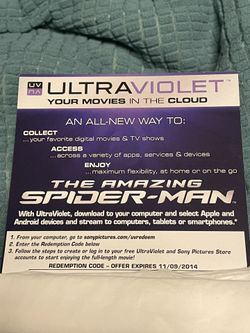 UV
ULTRAVIOLET™
YOUR MOVIES IN THE CLOUD
AN ALL-NEW WAY TO:
COLLECT
...your favorite digital movies & TV shows
ACCESS
...across a variety of apps, services & devices
ENJOY
...maximum flexibility, at home or on the go
THE AMAZING
SPIDER-MAN™
With UltraViolet, download to your computer and select Apple and
Android devices and stream to computers, tablets or smartphones.*
1. From your computer, go to sonypictures.com/uvredeem
2. Enter the Redemption Code below
3. Follow the steps to create or log in to your free UltraViolet and Sony Pictures Store
accounts to start enjoying the full-length movie!
REDEMPTION CODE – OFFER EXPIRES 11/09/2014